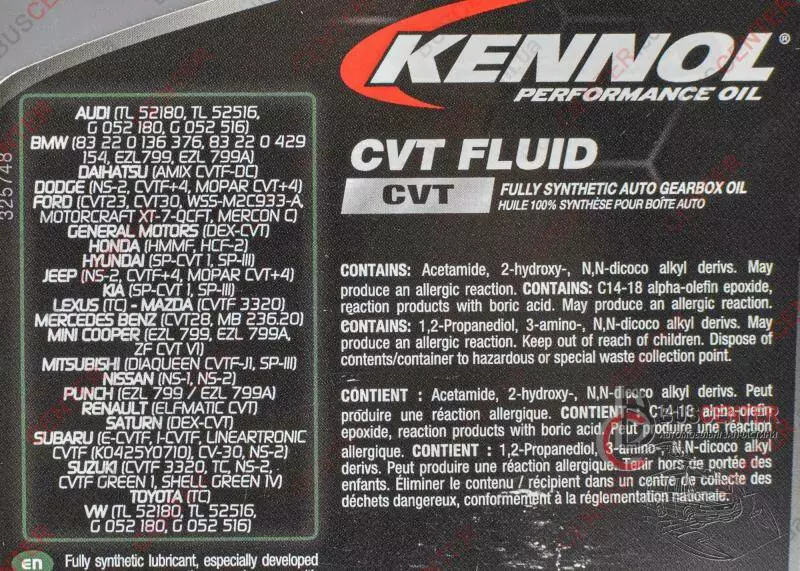 AUDI (TL 52180, TL 52516,
G 052 180, G 052 516)
BMW (83 22 0 136 376, 83 22 0 429
154, EZL799, EZL 799A)
DAIHATSU (AMIX CVTF-DC)
DODGE (NS-2, CVTF+4, MOPAR CVT+4)
FORD (CVT23, CVT30, WSS-M2C933-A,
MOTORCRAFT XT-7-QCFT, MERCON C)
GENERAL MOTORS (DEX-CVT)
HONDA (HMMF, HCF-2)
HYUNDAI (SP-CVT 1, SP-III)
JEEP (NS-2, CVTF+4, MOPAR CVT+4)
KIA (SP-CVT 1, SP-III)
LEXUS (TC) - MAZDA (CVTF 3320)
MERCEDES BENZ (CVT28, MB 236.20)
MINI COOPER (EZL 799, EZL 799A,
ZF CVT V1)
MITSUBISHI (DIAQUEEN CVTF-J1, SP-III)
NISSAN (NS-1, NS-2)
PUNCH (EZL 799 / EZL 799A)
RENAULT (ELFMATIC CVT)
SATURN (DEX-CVT)
SUBARU (E-CVTF, I-CVTF, LINEARTRONIC
CVTF (K0425Y0710), CV-30, NS-2)
SUZUKI (CVTF 3320, TC, NS-2,
CVTF GREEN 1, SHELL GREEN 1V)
TOYOTA (TC)
VW (TL 52180, TL 52516,
G 052 180, G 052 516)
325748
en Fully synthetic lubricant, especially developed
KENNOL®
PERFORMANCE OIL
CVT FLUID
CVT
FULLY SYNTHETIC AUTO GEARBOX OIL
HUILE 100% SYNTHÈSE POUR BOÎTE AUTO
CONTAINS: Acetamide, 2-hydroxy-, N,N-dicoco alkyl derivs. May
produce an allergic reaction. CONTAINS: C14-18 alpha-olefin epoxide,
reaction products with boric acid. May produce an allergic reaction.
CONTAINS: 1,2-Propanediol, 3-amino-, N,N-dicoco alkyl derivs. May
produce an allergic reaction. Keep out of reach of children. Dispose of
contents/container to hazardous or special waste collection point.
CONTIENT : Acetamide, 2-hydroxy-, N,N-dicoco alkyl derivs. Peut
produire une réaction allergique. CONTIENT : C14-18 alpha-olefin
epoxide, reaction products with boric acid. Peut produire une réaction
allergique. CONTIENT : 1,2-Propanediol, 3-amino-, N,N-dicoco alkyl
derivs. Peut produire une réaction allergique. Tenir hors de portée des
enfants. Éliminer le contenu / récipient dans un centre de collecte des
déchets dangereux, conformément à la réglementation nationale.
BUSCENTER